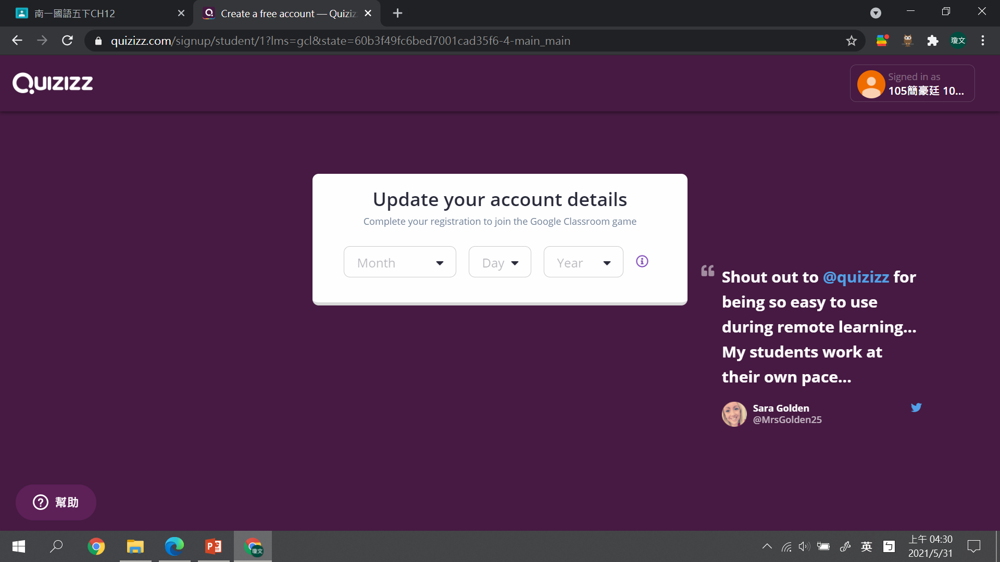 南一國語五下CH12
Create a free account — Quiziz
quizizz.com/signup/student/1?lms=gcl&state=60b3f49fc6bed7001cad35f6-4-main_main
瓊文
QUIZIZZ
Signed in as
105簡豪廷 10...
Update your account details
Complete your registration to join the Google Classroom game
Month
Day
Year
Shout out to @quizizz for
being so easy to use
during remote learning...
My students work at
their own pace...
Sara Golden
@MrsGolden25
幫助
瓊文
英
ㄅ
上午 04:30
2021/5/31